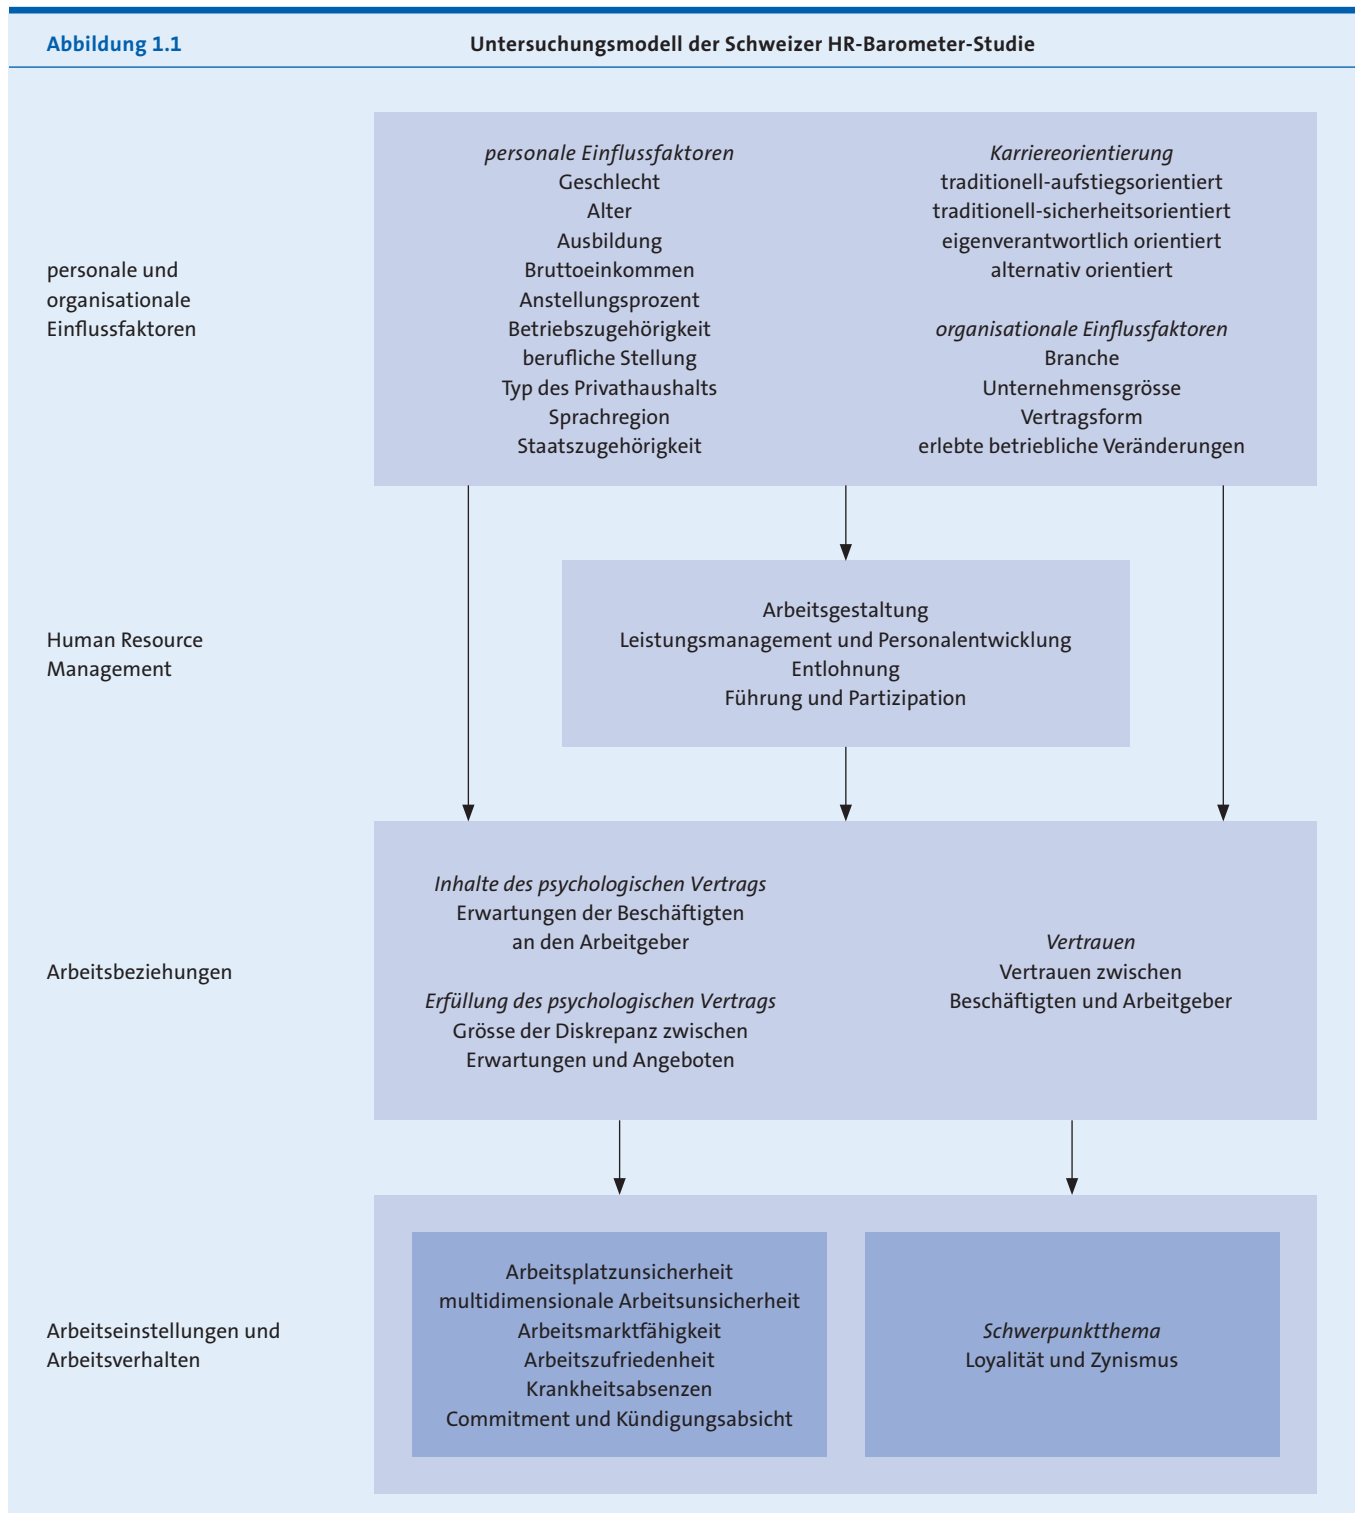 Abbildung 1.1
Untersuchungsmodell der Schweizer HR-Barometer-Studie
personale und
organisationale
Einflussfaktoren
personale Einflussfaktoren
Geschlecht
Alter
Ausbildung
Bruttoeinkommen
Anstellungsprozent
Betriebszugehörigkeit
berufliche Stellung
Typ des Privathaushalts
Sprachregion
Staatszugehörigkeit
Karriereorientierung
traditionell-aufstiegsorientiert
traditionell-sicherheitsorientiert
eigenverantwortlich orientiert
alternativ orientiert
organisationale Einflussfaktoren
Branche
Unternehmensgrösse
Vertragsform
erlebte betriebliche Veränderungen
Human Resource
Management
Arbeitsgestaltung
Leistungsmanagement und Personalentwicklung
Entlohnung
Führung und Partizipation
Arbeitsbeziehungen
Inhalte des psychologischen Vertrags
Erwartungen der Beschäftigten
an den Arbeitgeber
Erfüllung des psychologischen Vertrags
Grösse der Diskrepanz zwischen
Erwartungen und Angeboten
Vertrauen
Vertrauen zwischen
Beschäftigten und Arbeitgeber
Arbeitseinstellungen und
Arbeitsverhalten
Arbeitsplatzunsicherheit
multidimensionale Arbeitsunsicherheit
Arbeitsmarktfähigkeit
Arbeitszufriedenheit
Krankheitsabsenzen
Commitment und Kündigungsabsicht
Schwerpunktthema
Loyalität und Zynismus